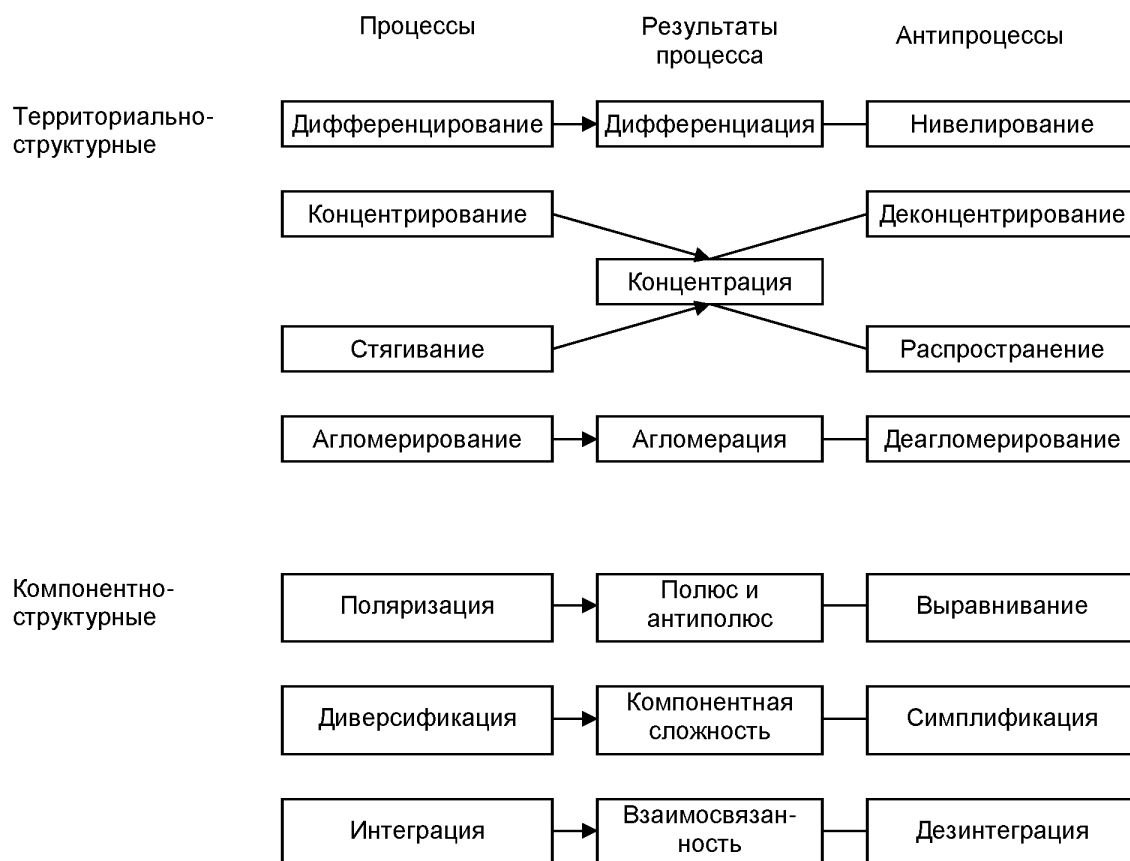 Процессы
Результаты
процесса
Антипроцессы
Территориально-
структурные
Дифференцирование
Дифференциация
Нивелирование
Концентрирование
Деконцентрирование
Концентрация
Стягивание
Распространение
Агломерирование
Агломерация
Деагломерирование
Компонентно-
структурные
Поляризация
Полюс и
антиполюс
Выравнивание
Диверсификация
Компонентная
сложность
Симплификация
Интеграция
Взаимосвязан-
ность
Дезинтеграция